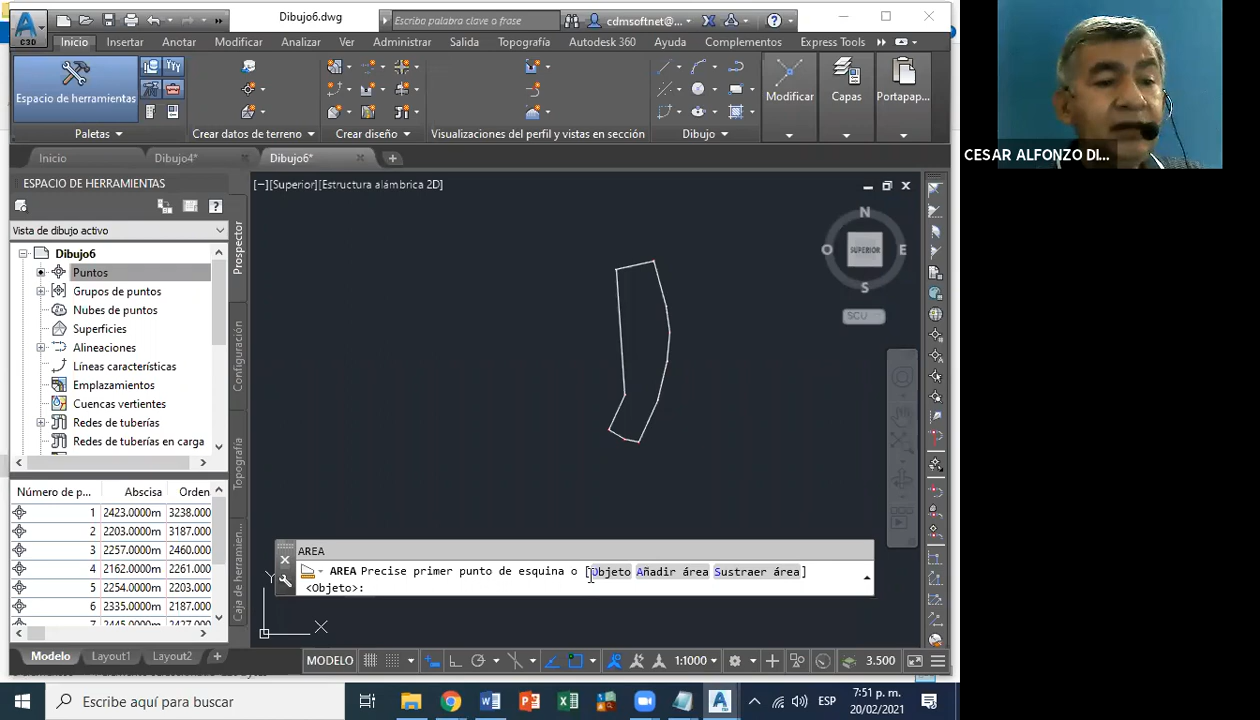 Dibujo6.dwg
Escriba palabra clave o frase
cdmsoftnet@...
C3D
Inicio Insertar Anotar Modificar Analizar Ver Administrar Salida Topografía Autodesk 360 Ayuda Complementos Express Tools
Espacio de herramientas
Modificar Capas Portapap...
Paletas Crear datos de terreno Crear diseño Visualizaciones del perfil y vistas en sección Dibujo
CESAR ALFONZO DI...
Inicio Dibujo4* Dibujo6*
ESPACIO DE HERRAMIENTAS
[−][Superior][Estructura alámbrica 2D]
Vista de dibujo activo
Dibujo6
Puntos
Grupos de puntos
Nubes de puntos
Superficies
Alineaciones
Líneas características
Emplazamientos
Cuencas vertientes
Redes de tuberías
Redes de tuberías en carga
Prospector
Configuración
Topografía
Caja de herramien...
N
O SUPERIOR E
S
SCU
Número de p... Abscisa Orden
1 2423.0000m 3238.000
2 2203.0000m 3187.000
3 2257.0000m 2460.000
4 2162.0000m 2254.000
5 2254.0000m 2203.000
6 2335.0000m 2187.000
7 2445.0000m 2427.000
AREA
AREA Precise primer punto de esquina o [Objeto Añadir área Sustraer área]
<Objeto>:
Y
X
Modelo Layout1 Layout2 +
MODELO 1:1000 3.500
Escribe aquí para buscar
ESP
7:51 p. m.
20/02/2021